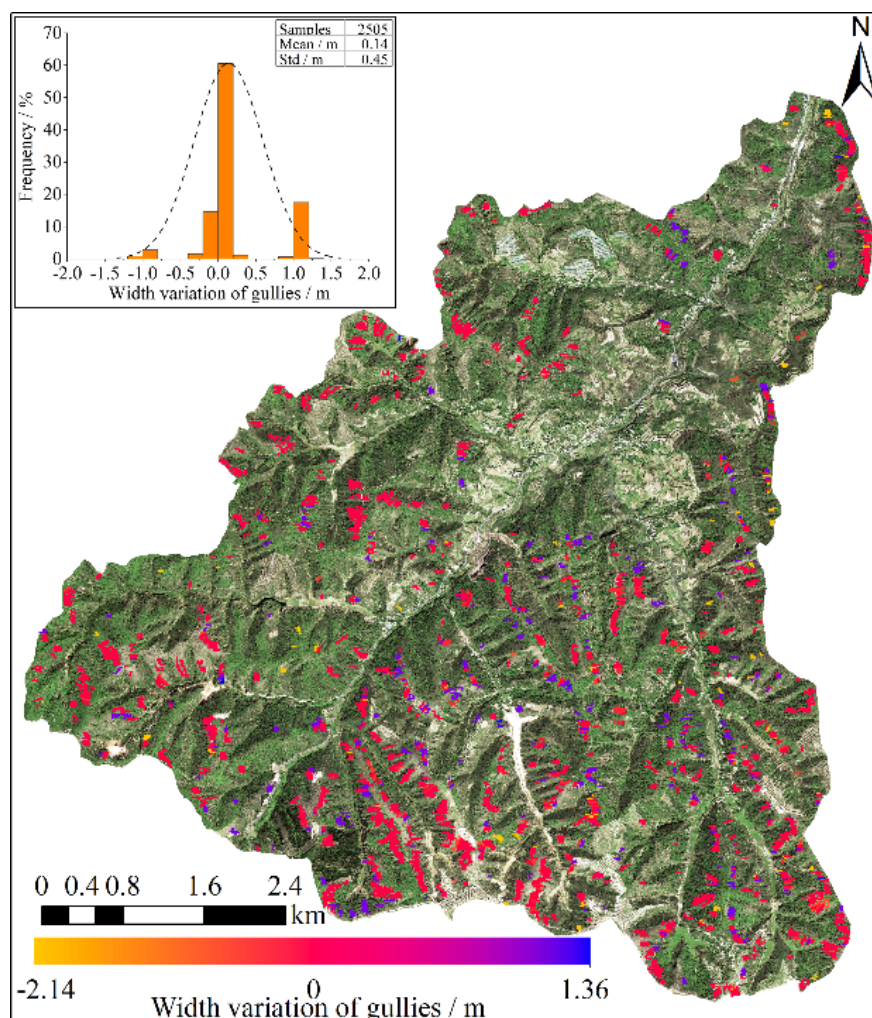 Samples 2505
Mean / m 0.14
Std / m 0.45
N
70
60
50
40
30
20
10
0
Frequency / %
-2.0 -1.5 -1.0 -0.5 0.0 0.5 1.0 1.5 2.0
Width variation of gullies / m
0 0.4 0.8 1.6 2.4
km
-2.14 0 1.36
Width variation of gullies / m